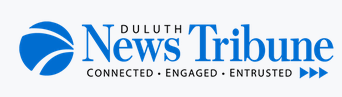 DULUTH
News Tribune
CONNECTED • ENGAGED • ENTRUSTED